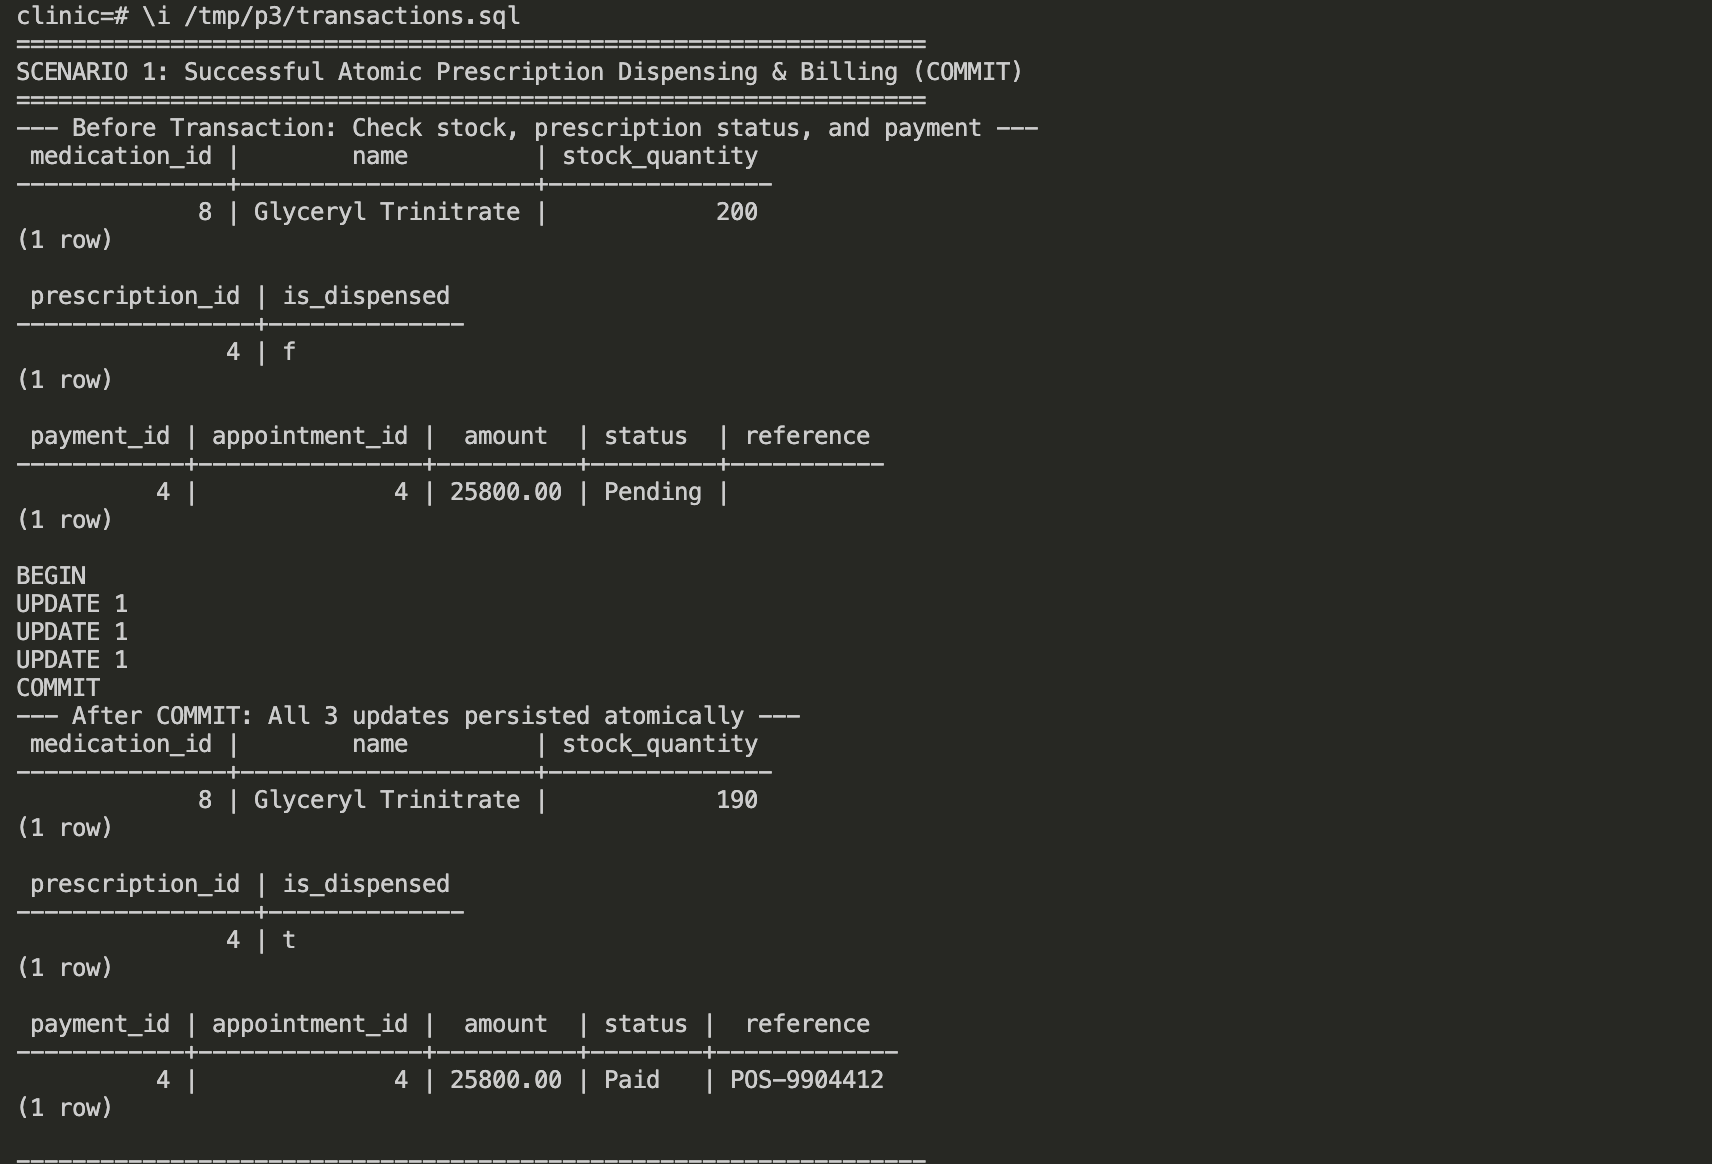 clinic=# \i /tmp/p3/transactions.sql
=================================================================
SCENARIO 1: Successful Atomic Prescription Dispensing & Billing (COMMIT)
=================================================================
--- Before Transaction: Check stock, prescription status, and payment ---
 medication_id |        name         | stock_quantity
---------------+---------------------+----------------
             8 | Glyceryl Trinitrate |            200
(1 row)

 prescription_id | is_dispensed
-----------------+--------------
               4 | f
(1 row)

 payment_id | appointment_id |  amount  | status  | reference
------------+----------------+----------+---------+-----------
          4 |              4 | 25800.00 | Pending |
(1 row)

BEGIN
UPDATE 1
UPDATE 1
UPDATE 1
COMMIT
--- After COMMIT: All 3 updates persisted atomically ---
 medication_id |        name         | stock_quantity
---------------+---------------------+----------------
             8 | Glyceryl Trinitrate |            190
(1 row)

 prescription_id | is_dispensed
-----------------+--------------
               4 | t
(1 row)

 payment_id | appointment_id |  amount  | status |  reference
------------+----------------+----------+--------+-------------
          4 |              4 | 25800.00 | Paid   | POS-9904412
(1 row)

=================================================================